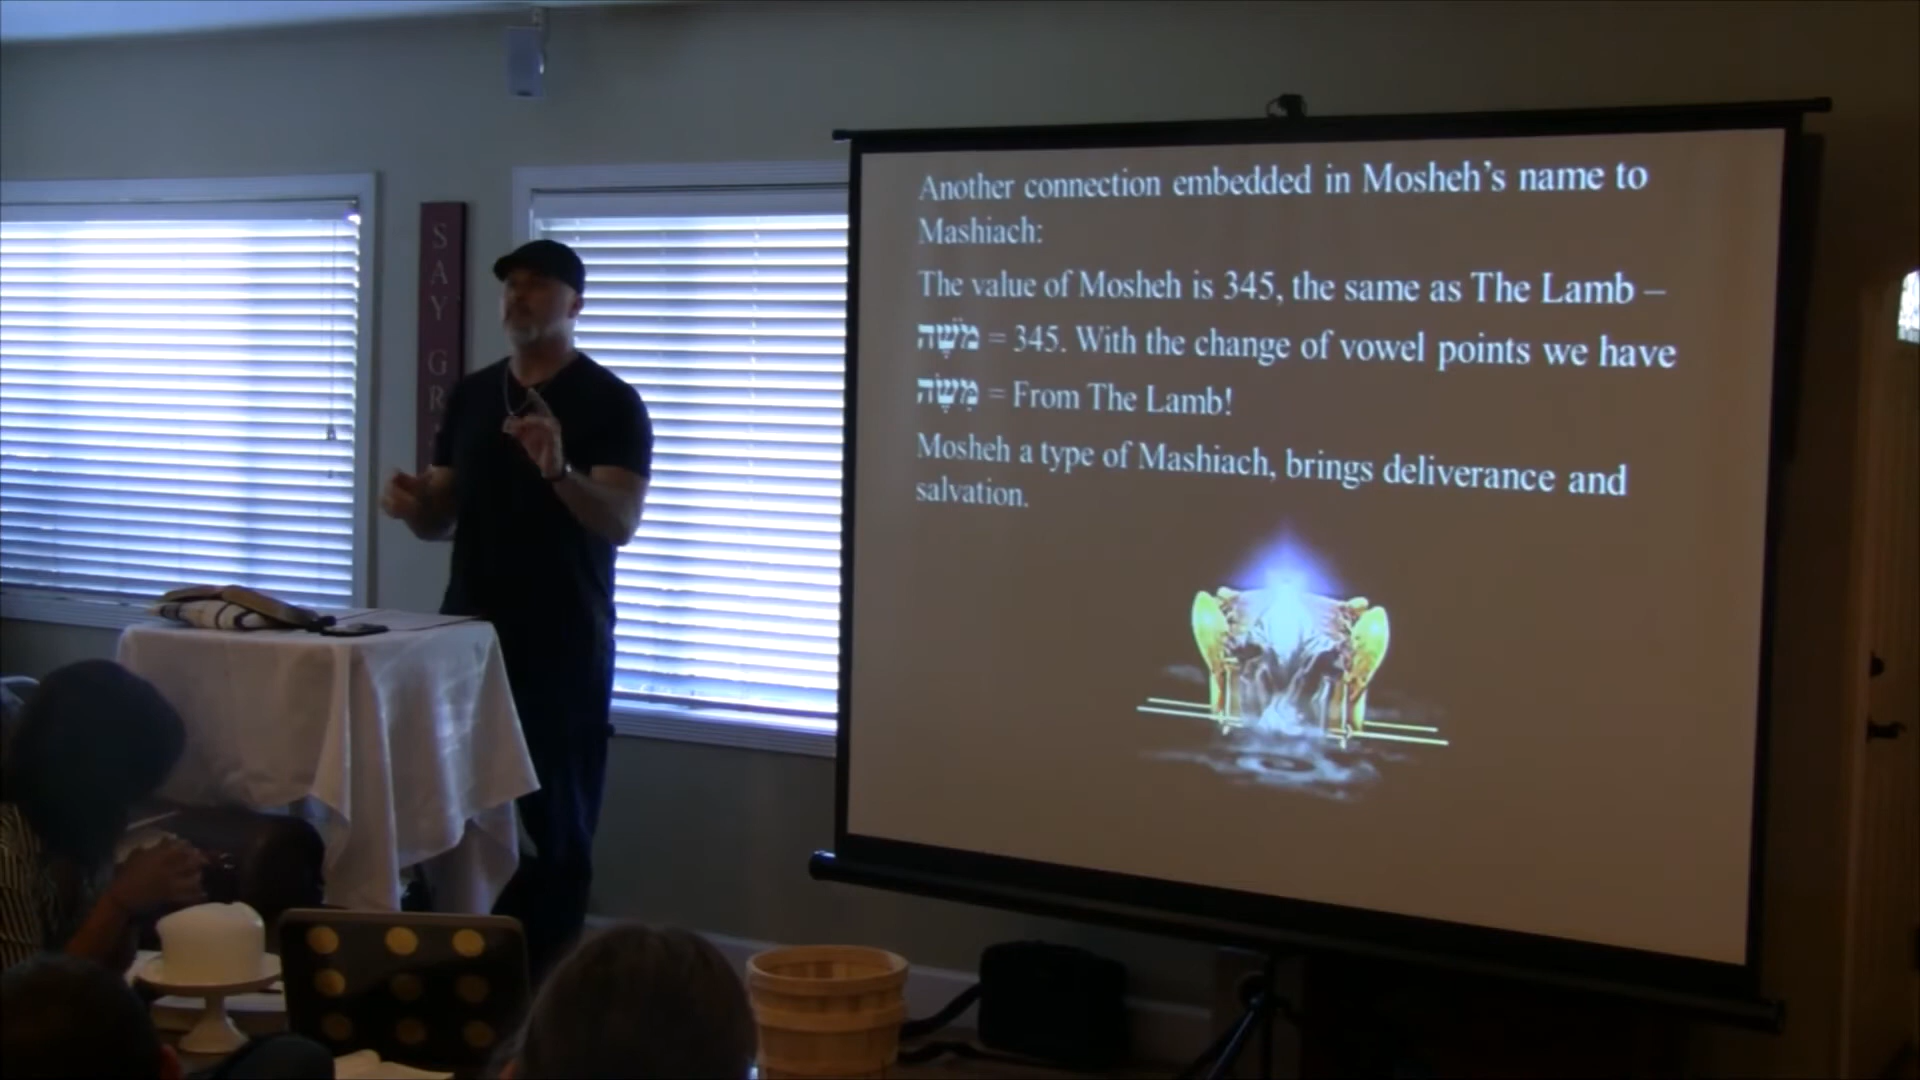 SAY GR
Another connection embedded in Mosheh's name to
Mashiach:
The value of Mosheh is 345, the same as The Lamb –
מֹשֶׁה = 345. With the change of vowel points we have
מִשֶּׂה = From The Lamb!
Mosheh a type of Mashiach, brings deliverance and
salvation.